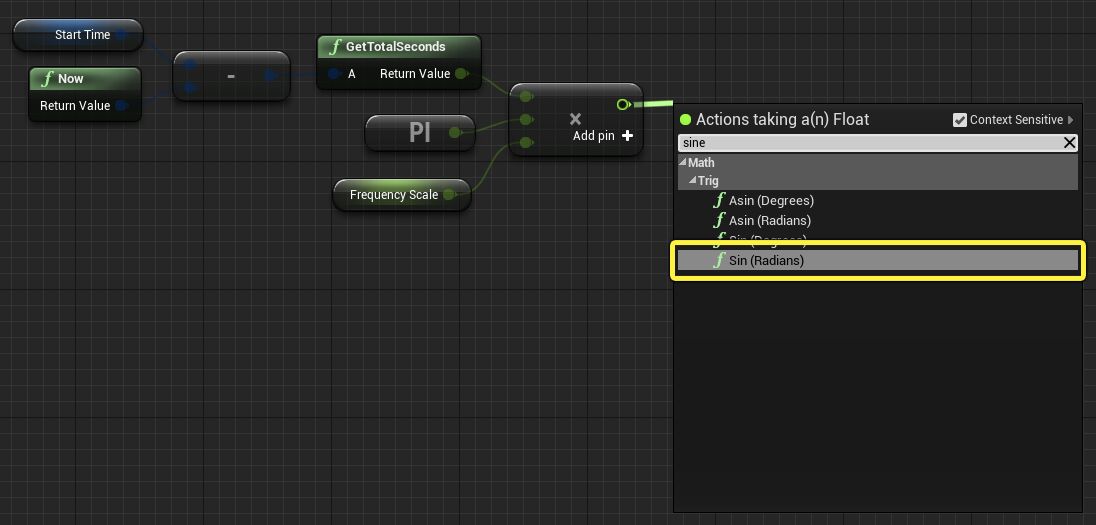 Start Time
f Now
Return Value
-
f GetTotalSeconds
A Return Value
PI
Frequency Scale
×
Add pin +
Actions taking a(n) Float
Context Sensitive
sine
Math
Trig
f Asin (Degrees)
f Asin (Radians)
f Sin (Degrees)
f Sin (Radians)